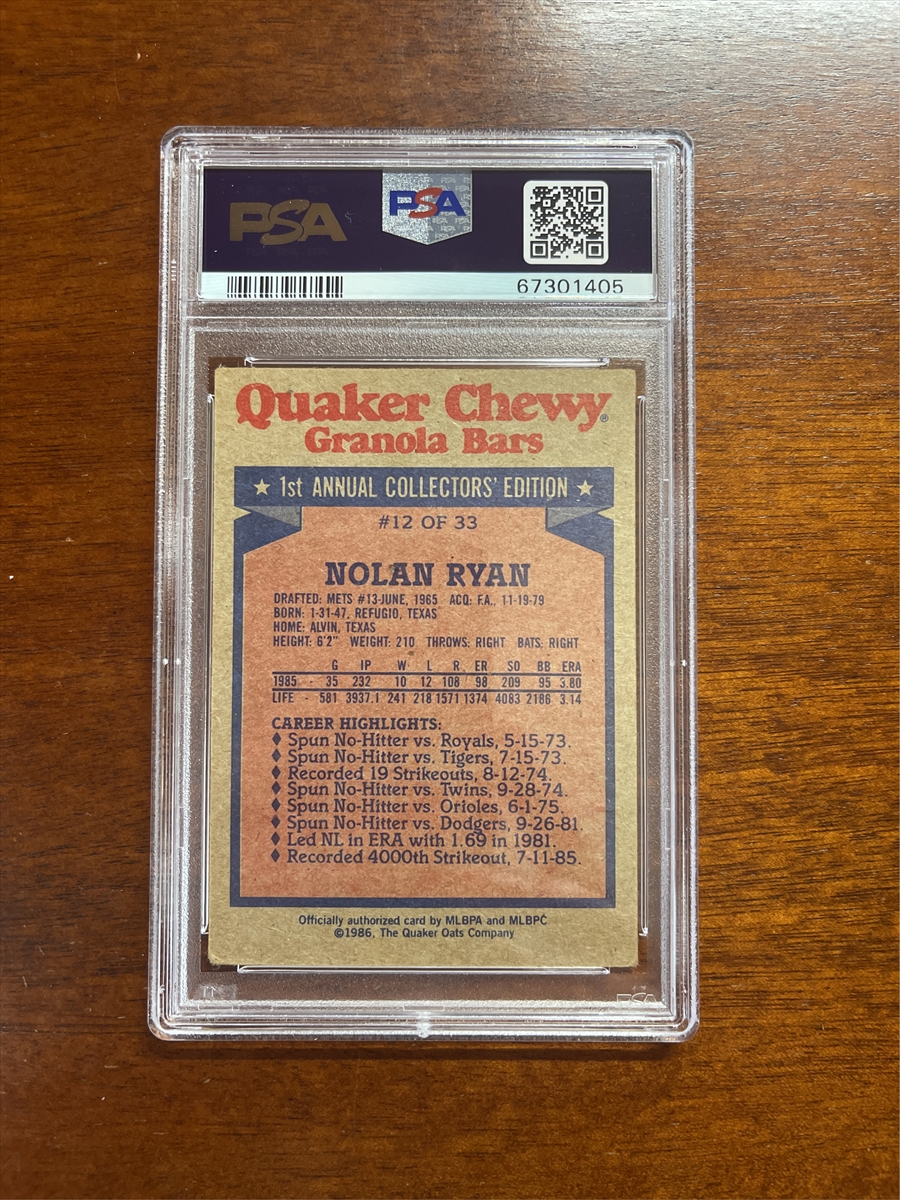 PSA
PSA
67301405
Quaker Chewy®
Granola Bars
★ 1st ANNUAL COLLECTORS' EDITION ★
#12 OF 33
NOLAN RYAN
DRAFTED: METS #13-JUNE, 1965 ACQ: F.A., 11-19-79
BORN: 1-31-47, REFUGIO, TEXAS
HOME: ALVIN, TEXAS
HEIGHT: 6'2" WEIGHT: 210 THROWS: RIGHT BATS: RIGHT
G IP W L R ER SO BB ERA
1985 - 35 232 10 12 108 98 209 95 3.80
LIFE - 581 3937.1 241 218 1571 1374 4083 2186 3.14
CAREER HIGHLIGHTS:
♦ Spun No-Hitter vs. Royals, 5-15-73.
♦ Spun No-Hitter vs. Tigers, 7-15-73.
♦ Recorded 19 Strikeouts, 8-12-74.
♦ Spun No-Hitter vs. Twins, 9-28-74.
♦ Spun No-Hitter vs. Orioles, 6-1-75.
♦ Spun No-Hitter vs. Dodgers, 9-26-81.
♦ Led NL in ERA with 1.69 in 1981.
♦ Recorded 4000th Strikeout, 7-11-85.
Officially authorized card by MLBPA and MLBPC
©1986, The Quaker Oats Company
PSA